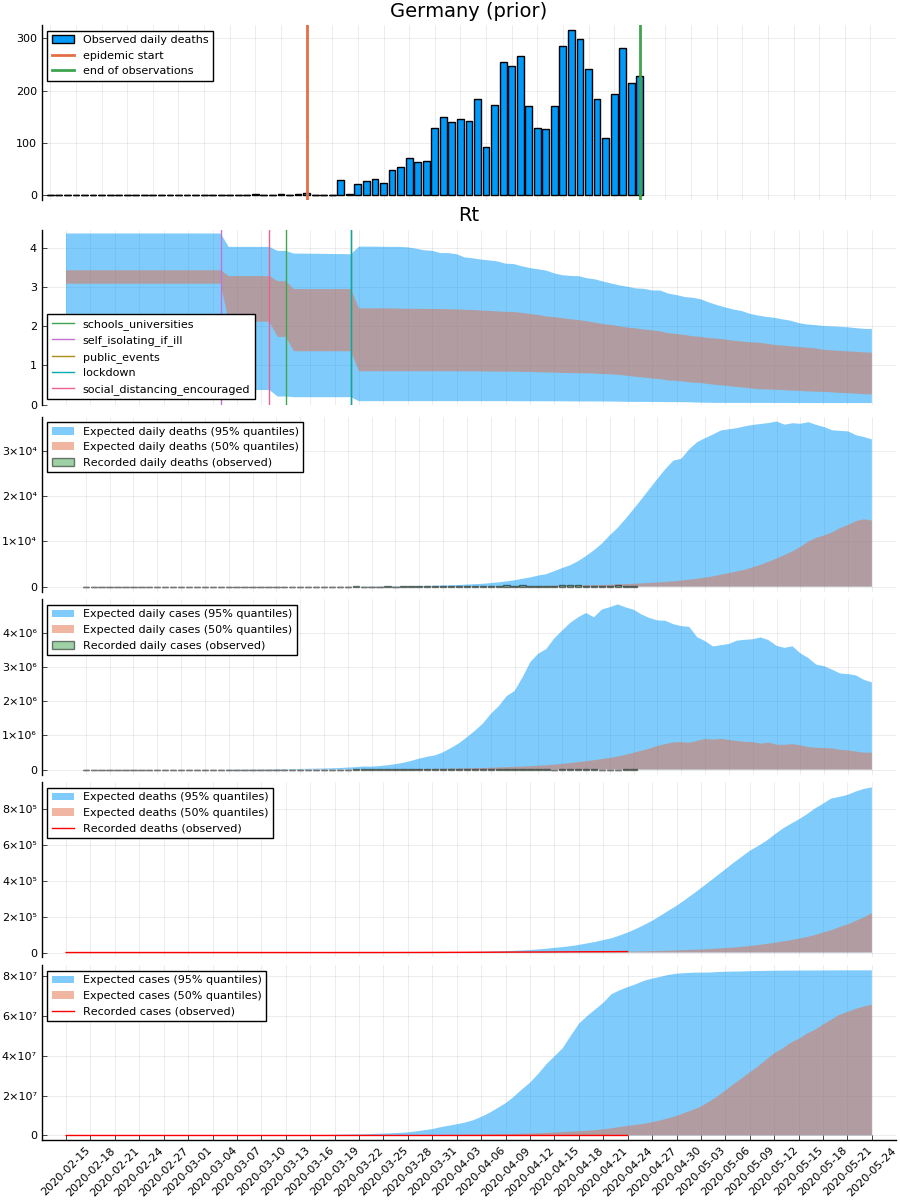 Germany (prior)
300
200
100
0
Observed daily deaths
epidemic start
end of observations
Rt
4
3
2
1
0
schools_universities
self_isolating_if_ill
public_events
lockdown
social_distancing_encouraged
3×10⁴
2×10⁴
1×10⁴
0
Expected daily deaths (95% quantiles)
Expected daily deaths (50% quantiles)
Recorded daily deaths (observed)
4×10⁶
3×10⁶
2×10⁶
1×10⁶
0
Expected daily cases (95% quantiles)
Expected daily cases (50% quantiles)
Recorded daily cases (observed)
8×10⁵
6×10⁵
4×10⁵
2×10⁵
0
Expected deaths (95% quantiles)
Expected deaths (50% quantiles)
Recorded deaths (observed)
8×10⁷
6×10⁷
4×10⁷
2×10⁷
0
Expected cases (95% quantiles)
Expected cases (50% quantiles)
Recorded cases (observed)
2020-02-15
2020-02-18
2020-02-21
2020-02-24
2020-02-27
2020-03-01
2020-03-04
2020-03-07
2020-03-10
2020-03-13
2020-03-16
2020-03-19
2020-03-22
2020-03-25
2020-03-28
2020-03-31
2020-04-03
2020-04-06
2020-04-09
2020-04-12
2020-04-15
2020-04-18
2020-04-21
2020-04-24
2020-04-27
2020-04-30
2020-05-03
2020-05-06
2020-05-09
2020-05-12
2020-05-15
2020-05-18
2020-05-21
2020-05-24